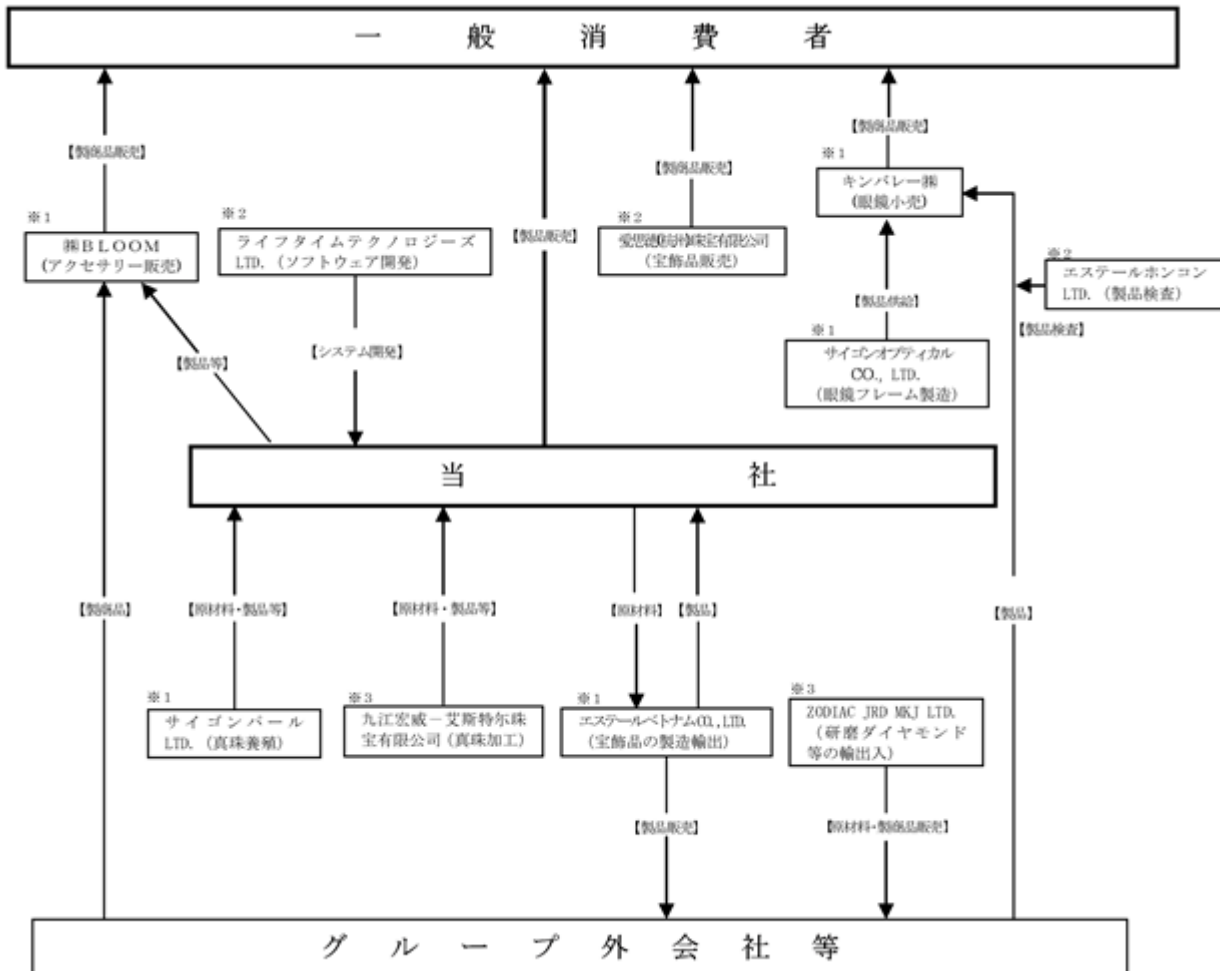 一般消費者
【製商品販売】
【製商品販売】
【製商品販売】
※1
キンバレー㈱
(眼鏡小売)
※1
㈱BLOOM
(アクセサリー販売)
※2
ライフタイムテクノロジーズ
LTD.（ソフトウェア開発）
【製品販売】
※2
珠宝有限公司
（宝飾品販売）
※2
エステールホンコン
LTD.（製品検査）
【製品供給】
【製品検査】
【製品等】
【システム開発】
※1
サイゴンオプティカル
CO., LTD.
（眼鏡フレーム製造）
当社
【製商品】
【原材料・製品等】
【原材料・製品等】
【原材料】
【製品】
【製品】
※1
サイゴンパール
LTD.（真珠養殖）
※3
九江宏威－艾斯特尔珠
宝有限公司（真珠加工）
※1
エステールベトナムCO., LTD.
（宝飾品の製造輸出）
※3
ZODIAC JRD MKJ LTD.
（研磨ダイヤモンド
等の輸出入）
【製品販売】
【原材料・製商品販売】
グループ外会社等